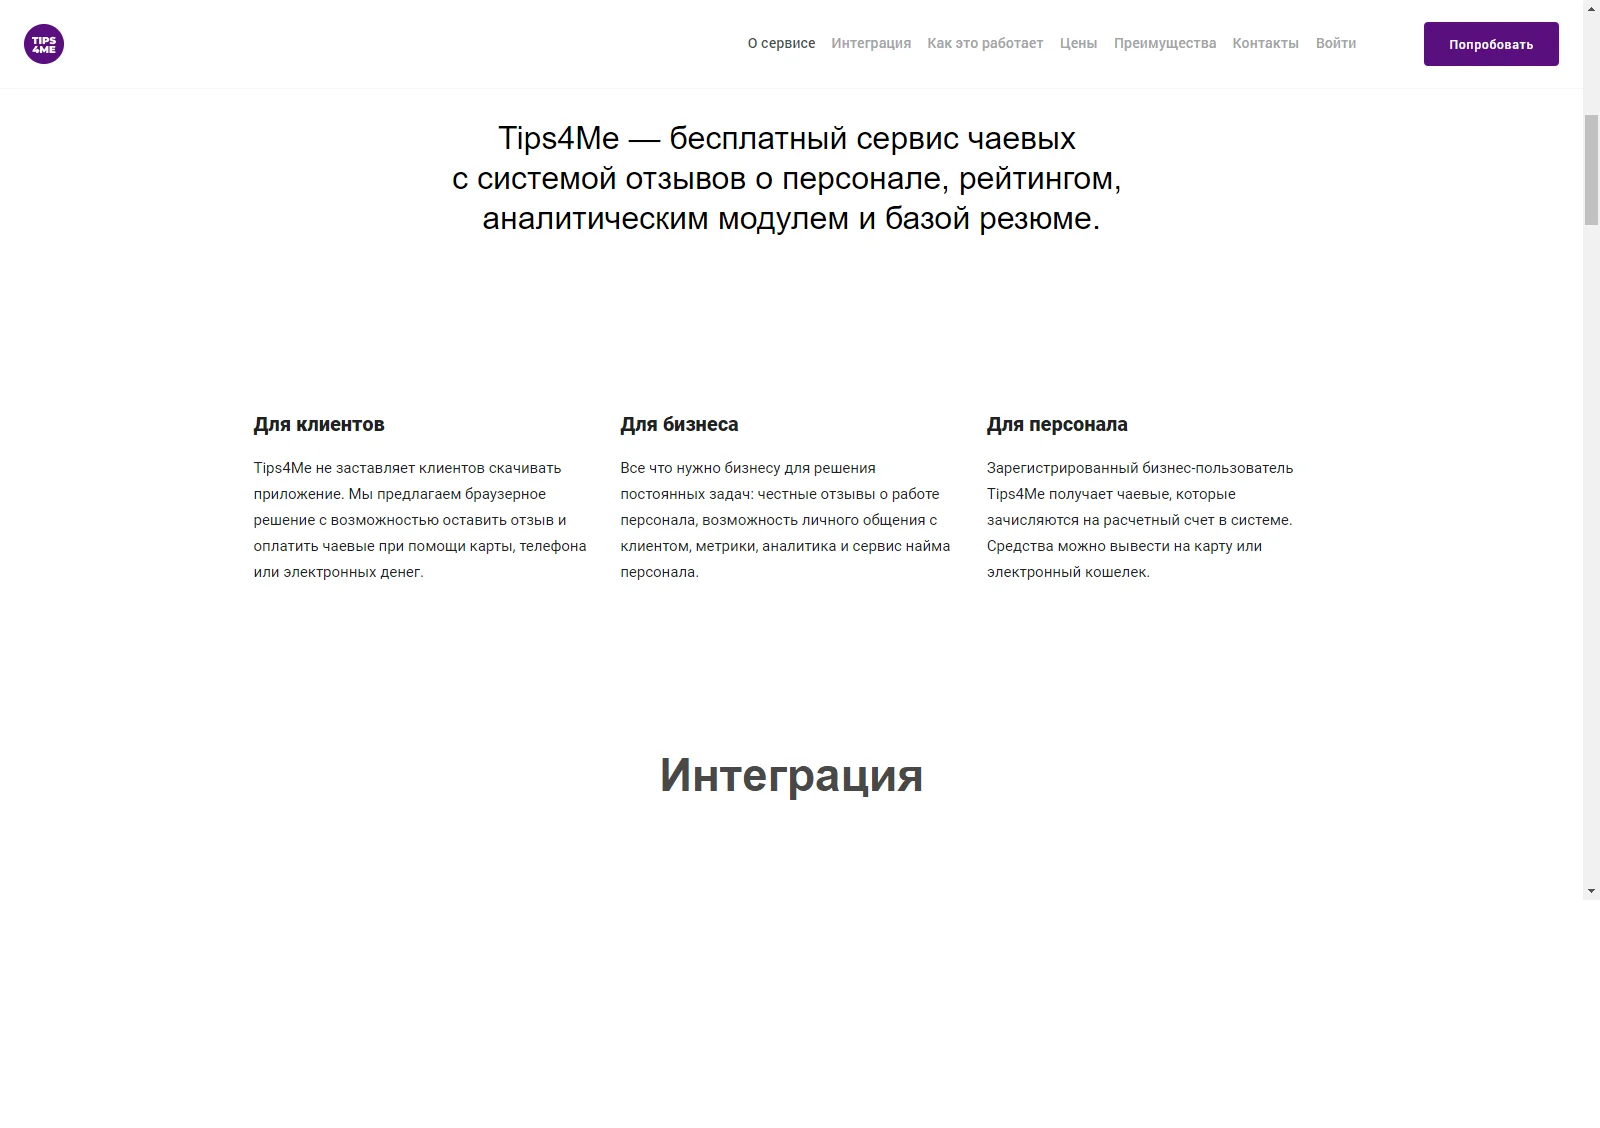 TIPS
4ME
О сервисе Интеграция Как это работает Цены Преимущества Контакты Войти Попробовать
Tips4Me — бесплатный сервис чаевых
с системой отзывов о персонале, рейтингом,
аналитическим модулем и базой резюме.
Для клиентов
Tips4Me не заставляет клиентов скачивать
приложение. Мы предлагаем браузерное
решение с возможностью оставить отзыв и
оплатить чаевые при помощи карты, телефона
или электронных денег.
Для бизнеса
Все что нужно бизнесу для решения
постоянных задач: честные отзывы о работе
персонала, возможность личного общения с
клиентом, метрики, аналитика и сервис найма
персонала.
Для персонала
Зарегистрированный бизнес-пользователь
Tips4Me получает чаевые, которые
зачисляются на расчетный счет в системе.
Средства можно вывести на карту или
электронный кошелек.
Интеграция